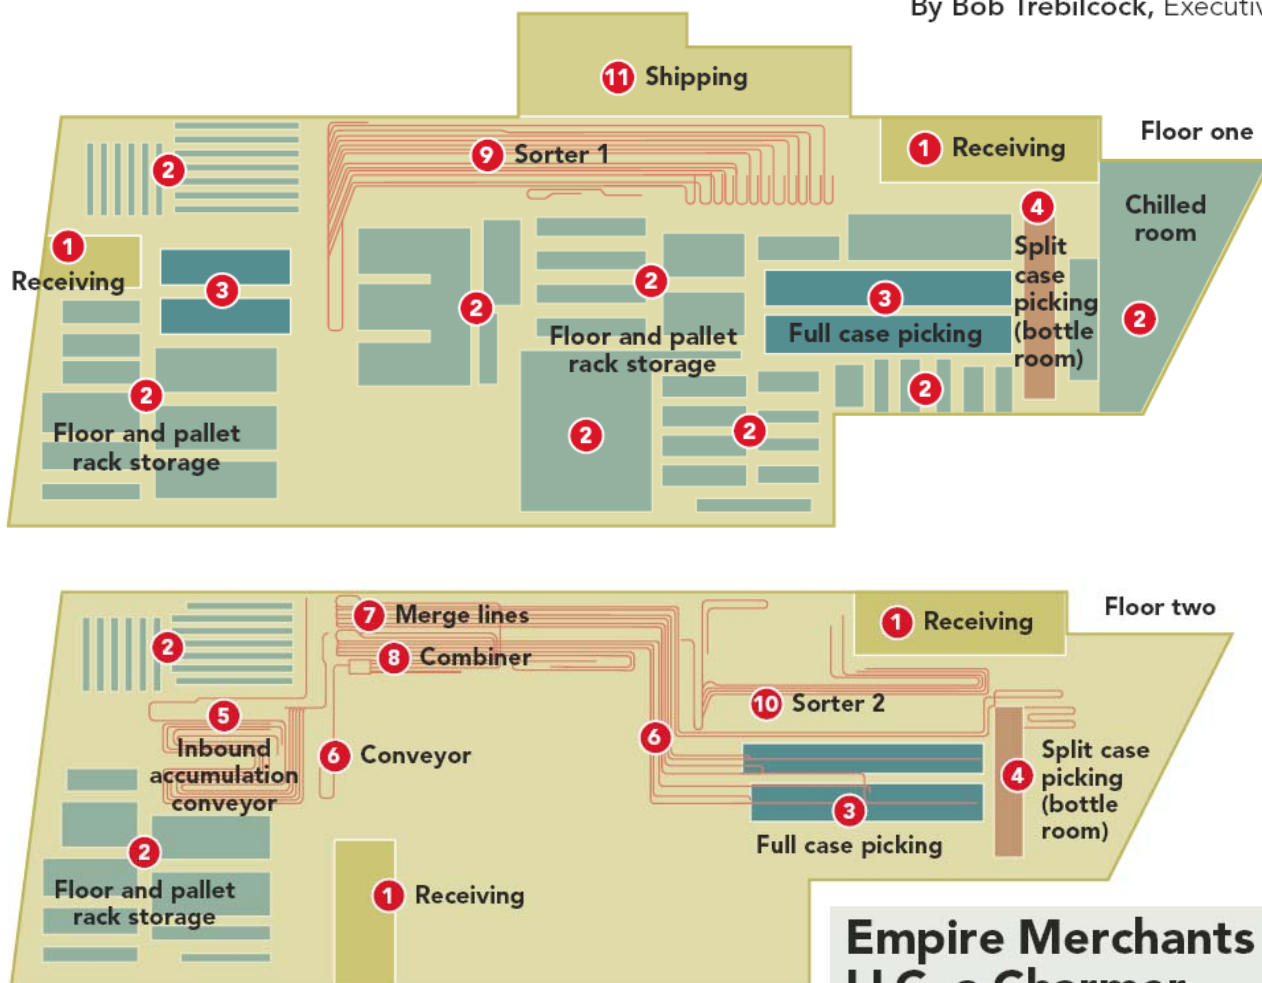 By Bob Trebilcock,
11 Shipping
Floor one
9 Sorter 1
1 Receiving
2
4
Chilled
room
1
Receiving
3
2
2
3
Split
case
picking
(bottle
room)
2
Floor and pallet
rack storage
Full case picking
2
2
Floor and pallet
rack storage
2
2
7 Merge lines
1 Receiving
Floor two
2
8 Combiner
5
Inbound
accumulation
conveyor
6 Conveyor
6
10 Sorter 2
4
Split case
picking
(bottle
room)
3
Full case picking
2
Floor and pallet
rack storage
1 Receiving
Empire Merchants